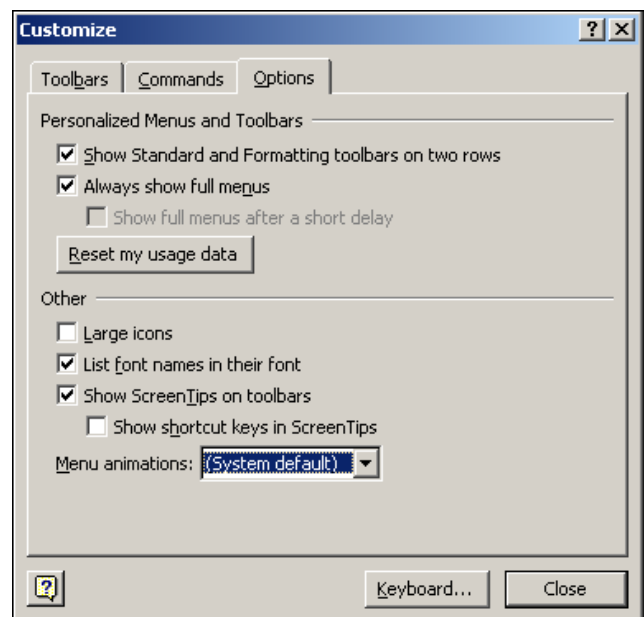 Customize
Toolbars Commands Options
Personalized Menus and Toolbars
Show Standard and Formatting toolbars on two rows
Always show full menus
Show full menus after a short delay
Reset my usage data
Other
Large icons
List font names in their font
Show ScreenTips on toolbars
Show shortcut keys in ScreenTips
Menu animations: (System default)
Keyboard... Close